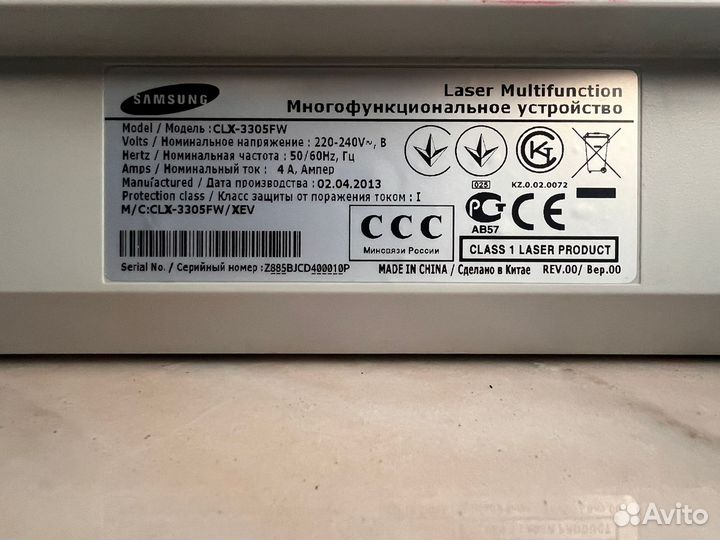 SAMSUNG
Laser Multifunction
Многофункциональное устройство
Model / Модель : CLX-3305FW
Volts / Номинальное напряжение : 220-240V~, В
Hertz / Номинальная частота : 50/60Hz, Гц
Amps / Номинальный ток : 4 A, Ампер
Manufactured / Дата производства : 02.04.2013
Protection class / Класс защиты от поражения током : I
M/C:CLX-3305FW/XEV
025
KZ.0.02.0072
АВ57
CE
ССС
Минсвязи России
CLASS 1 LASER PRODUCT
Serial No. / Серийный номер :Z885BJCD400010P
MADE IN CHINA / Сделано в Китае
REV.00/ Вер.00
Avito